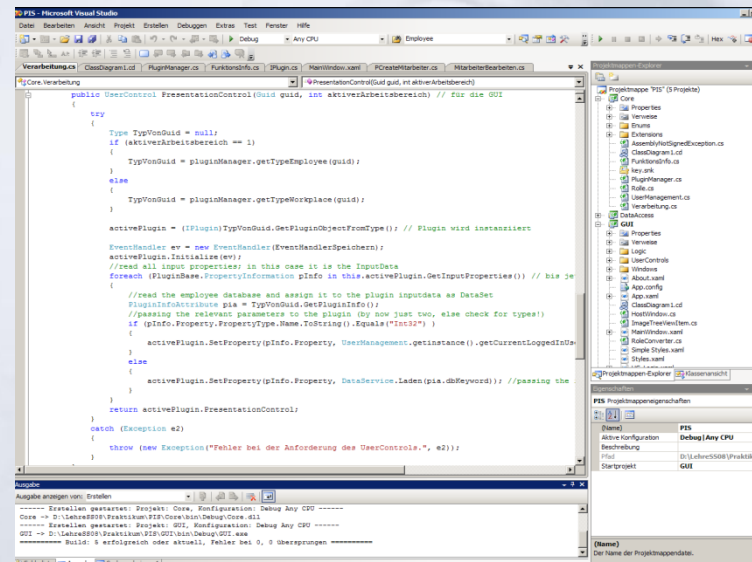 PIS - Microsoft Visual Studio
Datei Bearbeiten Ansicht Projekt Erstellen Debuggen Extras Test Fenster Hilfe
Debug Any CPU Employee Hex
Verarbeitung.cs ClassDiagram1.cd PluginManager.cs FunktionsInfo.cs IPlugin.cs MainWindow.xaml PCreateMitarbeiter.cs MitarbeiterBearbeiten.cs
Core.Verarbeitung PresentationControl(Guid guid, int aktiverArbeitsbereich)
public UserControl PresentationControl(Guid guid, int aktiverArbeitsbereich) // für die GUI
{
try
{
Type TypVonGuid = null;
if (aktiverArbeitsbereich == 1)
{
TypVonGuid = pluginManager.getTypeEmployee(guid);
}
else
{
TypVonGuid = pluginManager.getTypeWorkplace(guid);
}
activePlugin = (IPlugin)TypVonGuid.GetPluginObjectFromType(); // Plugin wird instanziiert
EventHandler ev = new EventHandler(EventHandlerSpeichern);
activePlugin.Initialize(ev);
//read all input properties; in this case it is the InputData
foreach (PluginBase.PropertyInformation pInfo in this.activePlugin.GetInputProperties()) // bis je
{
//read the employee database and assign it to the plugin inputdata as DataSet
PluginInfoAttribute pia = TypVonGuid.GetPluginInfo();
//passing the relevant parameters to the plugin (by now just two, else check for types!)
if (pInfo.Property.PropertyType.Name.ToString().Equals("Int32") )
{
activePlugin.SetProperty(pInfo.Property, UserManagement.getinstance().getCurrentLoggedInUs
}
else
{
activePlugin.SetProperty(pInfo.Property, DataService.Laden(pia.dbKeyword)); //passing the
}
}
return activePlugin.PresentationControl;
}
catch (Exception e2)
{
throw (new Exception("Fehler bei der Anforderung des UserControls.", e2));
}
Ausgabe
Ausgabe anzeigen von: Erstellen
------ Erstellen gestartet: Projekt: Core, Konfiguration: Debug Any CPU ------
Core -> D:\LehreSS08\Praktikum\PIS\Core\bin\Debug\Core.dll
------ Erstellen gestartet: Projekt: GUI, Konfiguration: Debug Any CPU ------
GUI -> D:\LehreSS08\Praktikum\PIS\GUI\bin\Debug\GUI.exe
========== Build: 5 erfolgreich oder aktuell, Fehler bei 0, 0 übersprungen ==========
Projektmappen-Explorer
Projektmappe "PIS" (5 Projekte)
Core
Properties
Verweise
Enums
Extensions
AssemblyNotSignedException.cs
ClassDiagram1.cd
FunktionsInfo.cs
key.snk
PluginManager.cs
Rolle.cs
UserManagement.cs
Verarbeitung.cs
DataAccess
GUI
Properties
Verweise
Logic
UserControls
Windows
About.xaml
App.config
App.xaml
ClassDiagram1.cd
HostWindow.cs
ImageTreeViewItem.cs
MainWindow.xaml
RoleConverter.cs
Simple Styles.xaml
Styles.xaml
Projektmappen-Explorer Klassenansicht
Eigenschaften
PIS Projektmappeneigenschaften
(Name) PIS
Aktive Konfiguration Debug|Any CPU
Beschreibung
Pfad D:\LehreSS08\Praktik
Startprojekt GUI
(Name)
Der Name der Projektmappendatei.